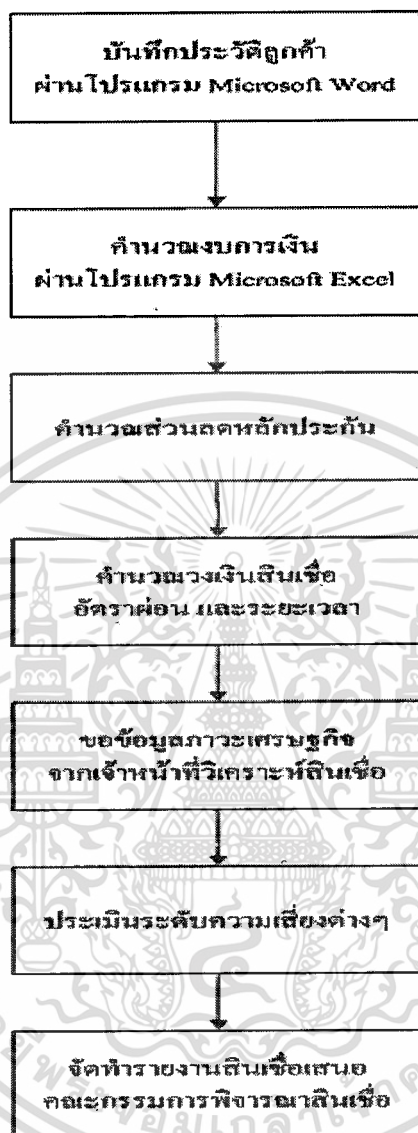 บันทึกประวัติลูกค้า
ผ่านโปรแกรม Microsoft Word
คำนวณงบการเงิน
ผ่านโปรแกรม Microsoft Excel
คำนวณส่วนลดหลักประกัน
คำนวณวงเงินสินเชื่อ
อัตราผ่อน และระยะเวลา
ขอข้อมูลภาวะเศรษฐกิจ
จากเจ้าหน้าที่วิเคราะห์สินเชื่อ
ประเมินระดับความเสี่ยงต่างๆ
จัดทำรายงานสินเชื่อเสนอ
คณะกรรมการพิจารณาสินเชื่อ